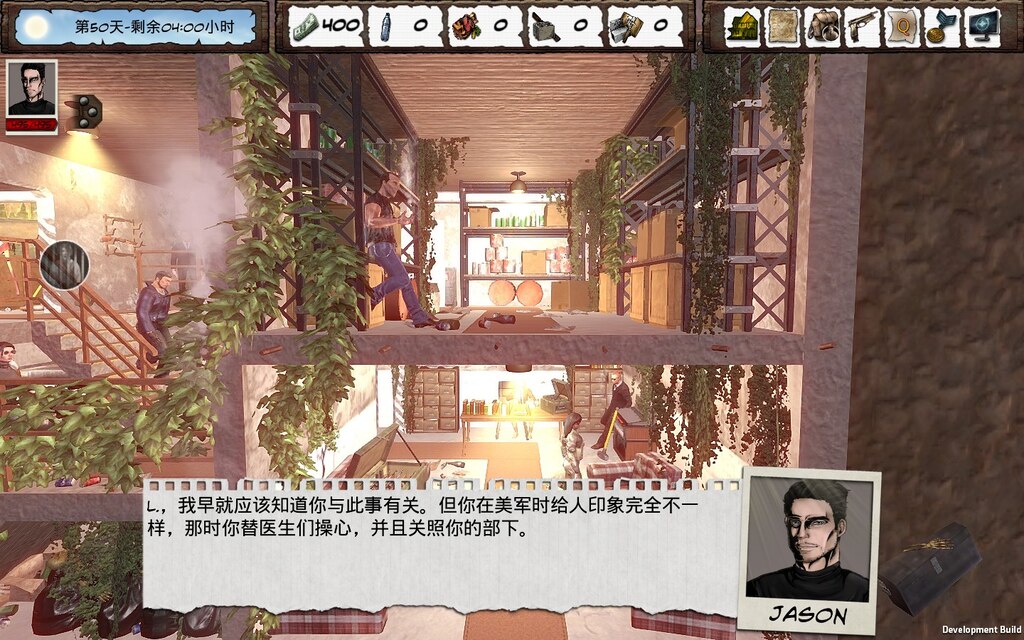 第50天-剩余04:00小时
400
0
0
0
0
Q
L.，我早就应该知道你与此事有关。但你在美军时给人印象完全不一
样，那时你替医生们操心，并且关照你的部下。
JASON
Development Build